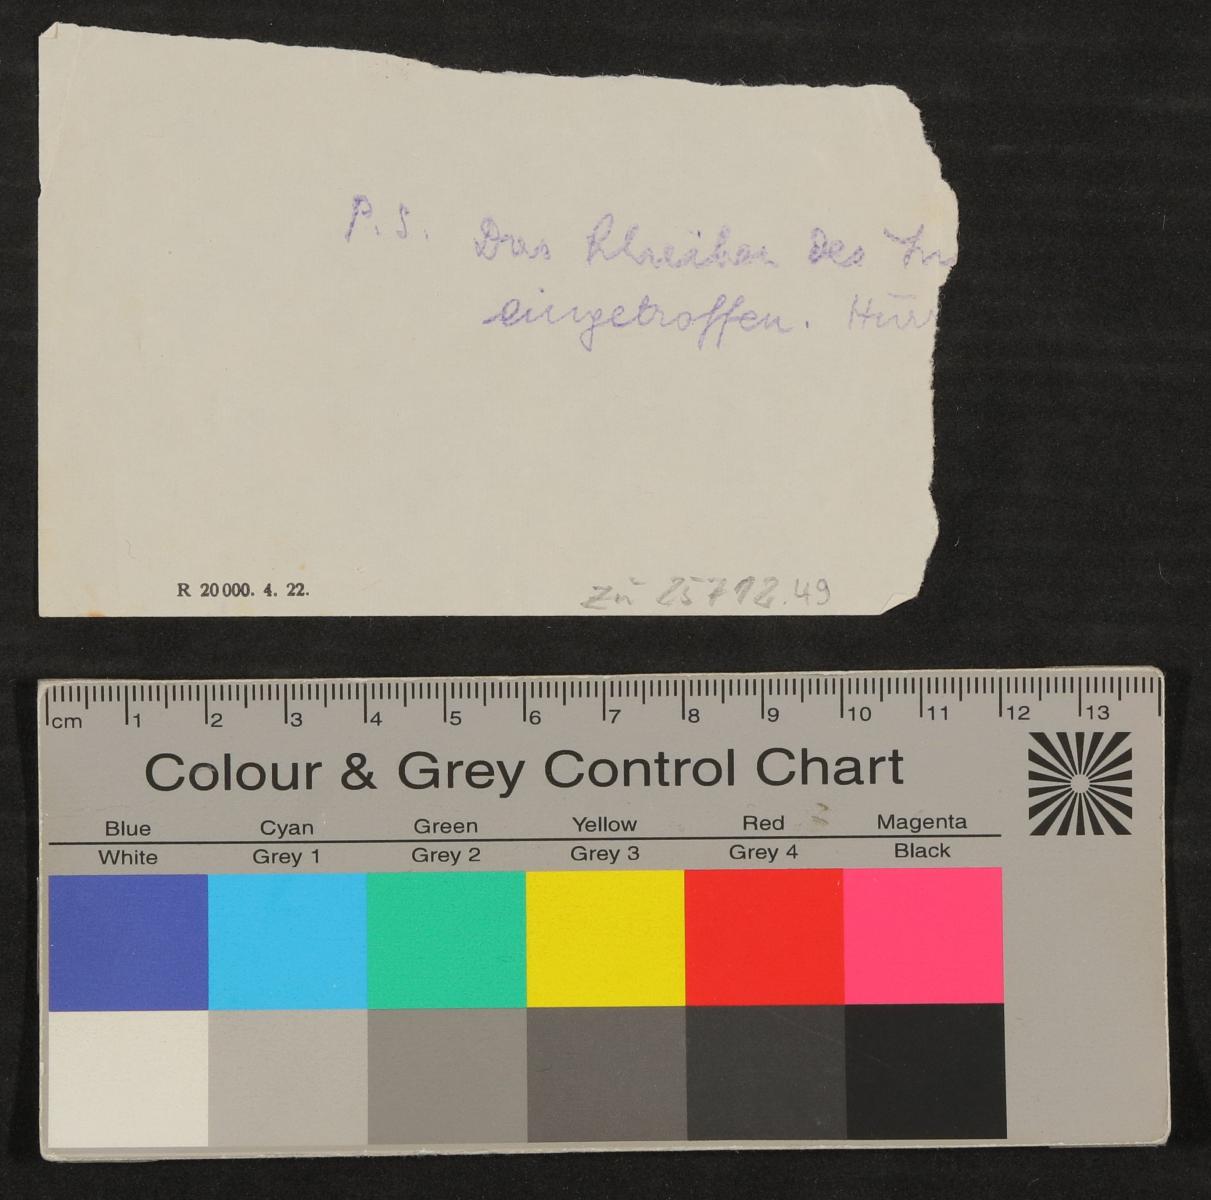 P.S. Das Schreiben des
eingetroffen. Hur
R 20000. 4. 22.
zu 25712.49
cm 1 2 3 4 5 6 7 8 9 10 11 12 13
Colour & Grey Control Chart
Blue Cyan Green Yellow Red Magenta
White Grey 1 Grey 2 Grey 3 Grey 4 Black